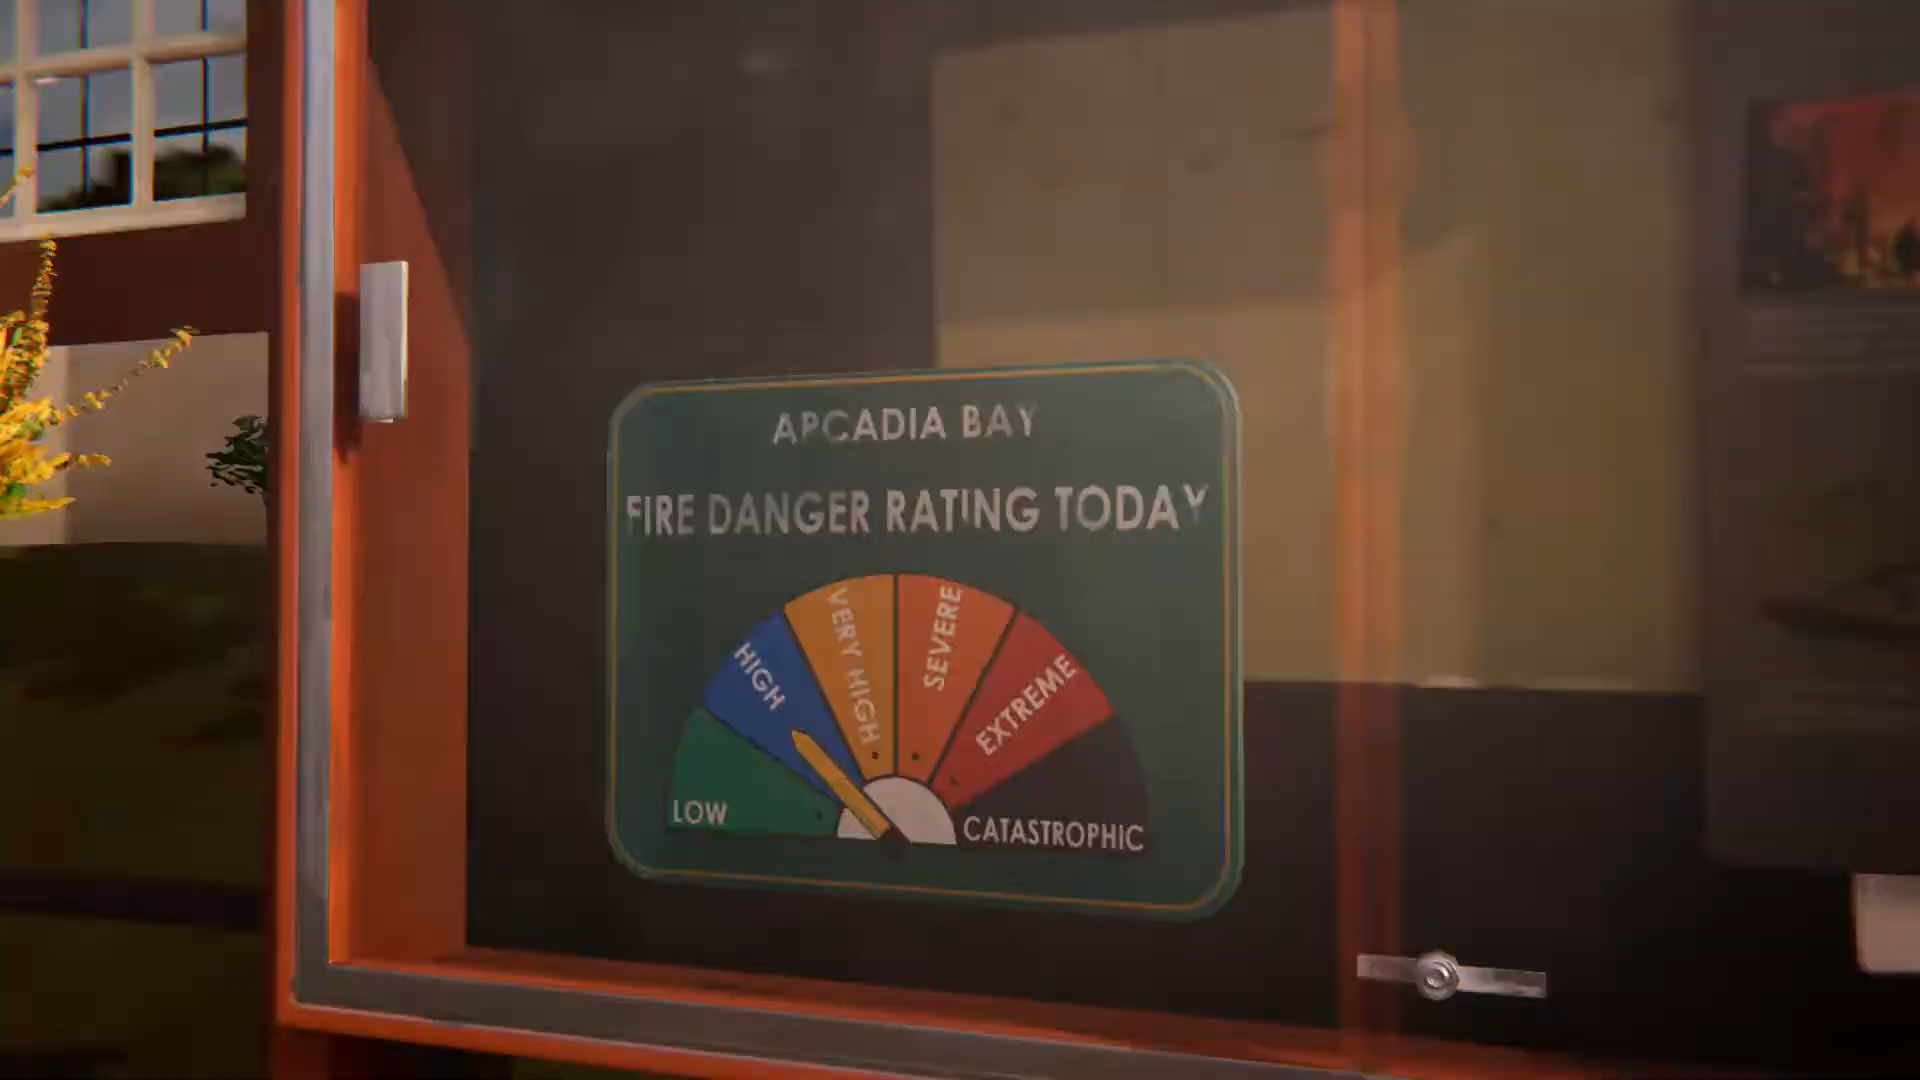 ARCADIA BAY
FIRE DANGER RATING TODAY
LOW
HIGH
VERY HIGH
SEVERE
EXTREME
CATASTROPHIC